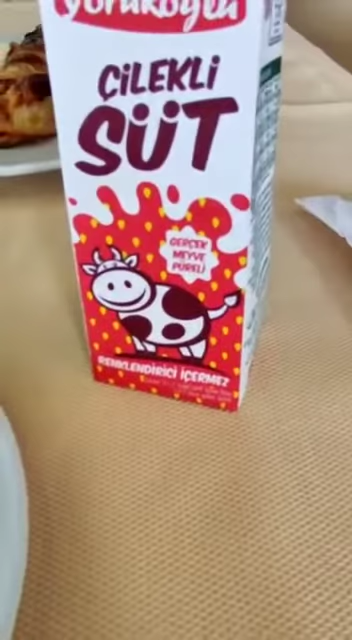 yörükoğlu
ÇİLEKLİ
SÜT
GERÇEK
MEYVE
PÜRELİ
RENKLENDİRİCİ İÇERMEZ